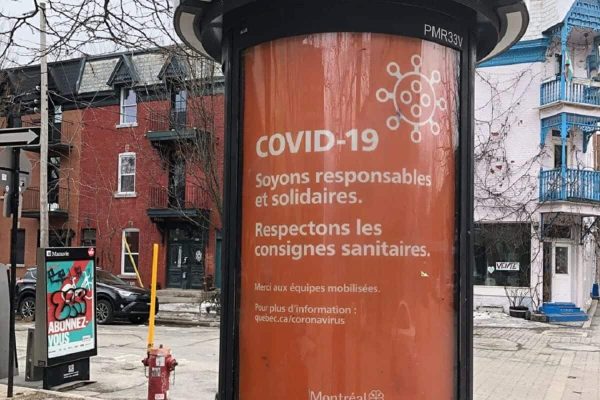 PMR33V
COVID-19
Soyons responsables
et solidaires.
Respectons les
consignes sanitaires.
Merci aux équipes mobilisées.
Pour plus d'information :
quebec.ca/coronavirus
Montréal
ABONNEZ-
VOUS